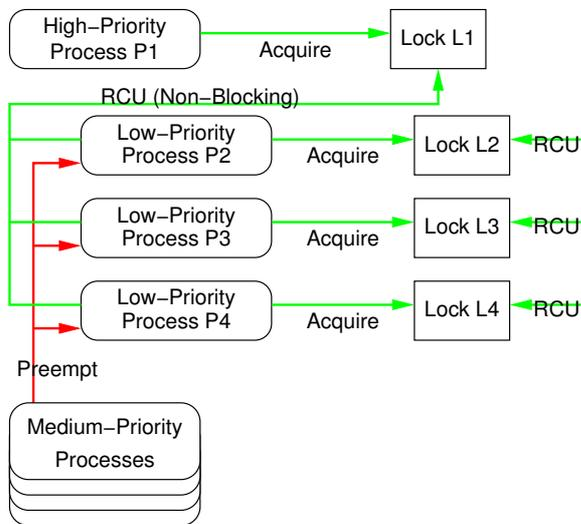 High−Priority
Process P1
Acquire
Lock L1
RCU (Non−Blocking)
Low−Priority
Process P2
Acquire
Lock L2
RCU
Low−Priority
Process P3
Acquire
Lock L3
RCU
Low−Priority
Process P4
Acquire
Lock L4
RCU
Preempt
Medium−Priority
Processes